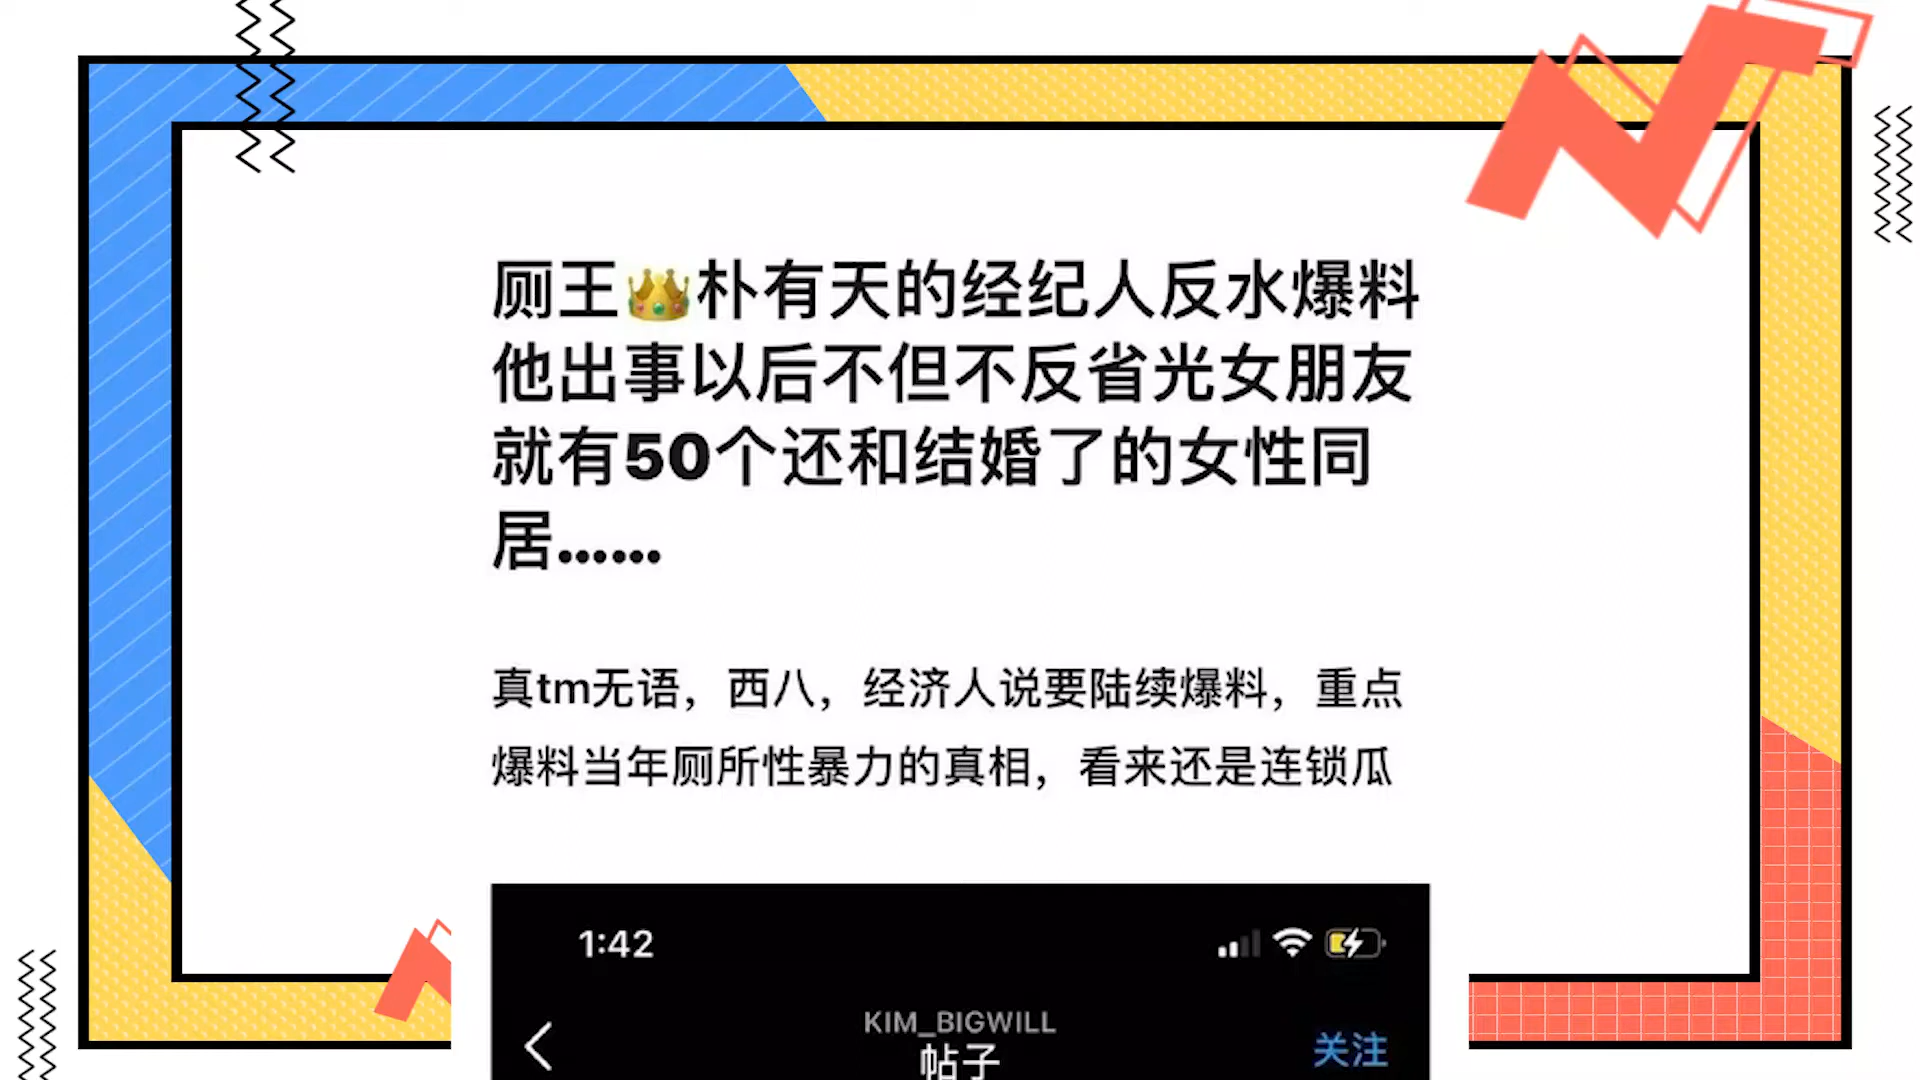 厕王👑朴有天的经纪人反水爆料
他出事以后不但不反省光女朋友
就有50个还和结婚了的女性同
居……
真tm无语，西八，经济人说要陆续爆料，重点
爆料当年厕所性暴力的真相，看来还是连锁瓜
1:42
KIM_BIGWILL
帖子
关注